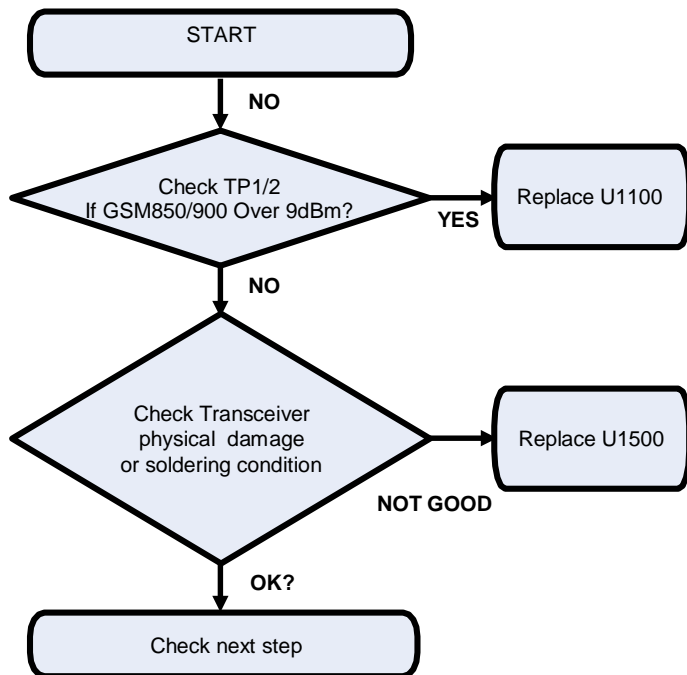 START
NO
Check TP1/2
If GSM850/900 Over 9dBm?
YES
Replace U1100
NO
Check Transceiver
physical damage
or soldering condition
NOT GOOD
Replace U1500
OK?
Check next step